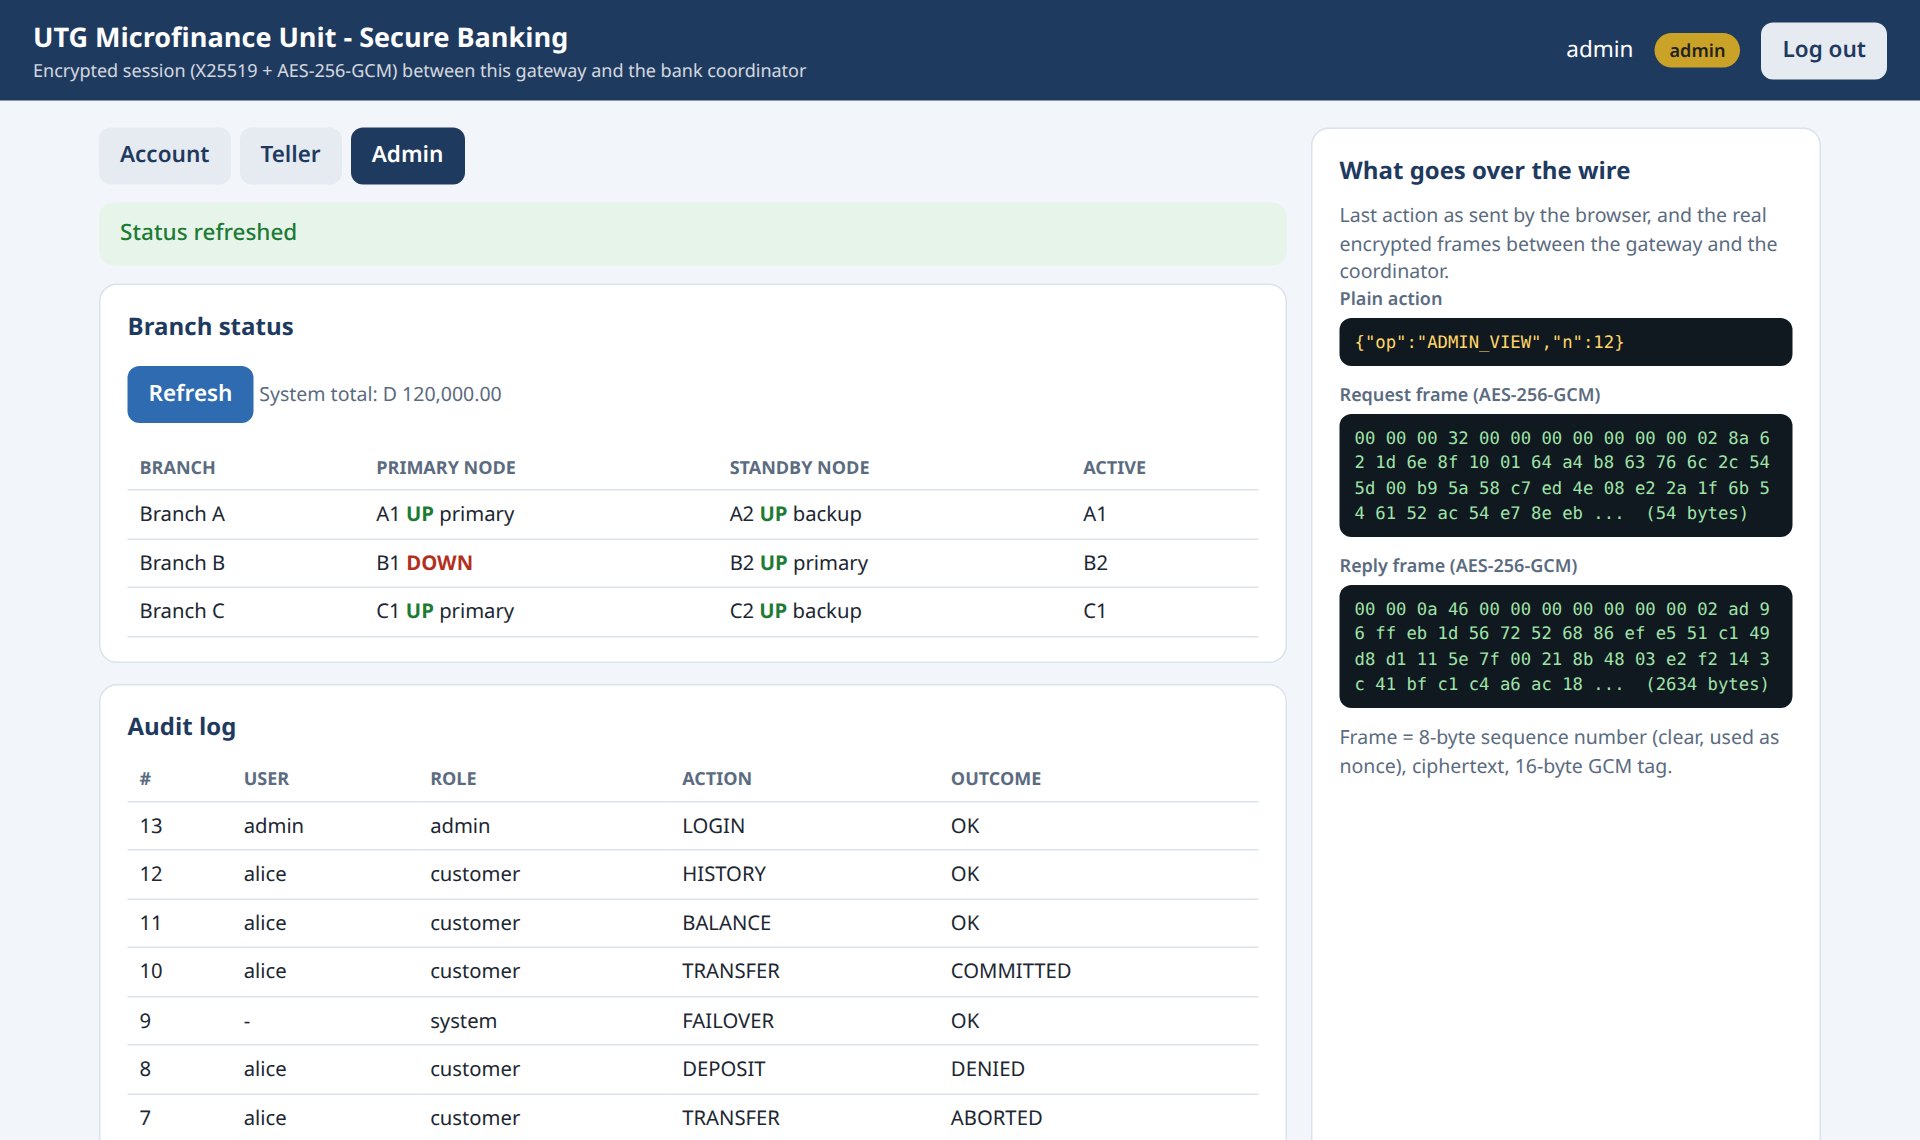 UTG Microfinance Unit - Secure Banking
Encrypted session (X25519 + AES-256-GCM) between this gateway and the bank coordinator
admin admin Log out
Account Teller Admin
Status refreshed
Branch status
Refresh System total: D 120,000.00
BRANCH PRIMARY NODE STANDBY NODE ACTIVE
Branch A A1 UP primary A2 UP backup A1
Branch B B1 DOWN B2 UP primary B2
Branch C C1 UP primary C2 UP backup C1
Audit log
# USER ROLE ACTION OUTCOME
13 admin admin LOGIN OK
12 alice customer HISTORY OK
11 alice customer BALANCE OK
10 alice customer TRANSFER COMMITTED
9 - system FAILOVER OK
8 alice customer DEPOSIT DENIED
7 alice customer TRANSFER ABORTED
What goes over the wire
Last action as sent by the browser, and the real
encrypted frames between the gateway and the
coordinator.
Plain action
{"op":"ADMIN_VIEW","n":12}
Request frame (AES-256-GCM)
00 00 00 32 00 00 00 00 00 00 00 02 8a 6
2 1d 6e 8f 10 01 64 a4 b8 63 76 6c 2c 54
5d 00 b9 5a 58 c7 ed 4e 08 e2 2a 1f 6b 5
4 61 52 ac 54 e7 8e eb ... (54 bytes)
Reply frame (AES-256-GCM)
00 00 0a 46 00 00 00 00 00 00 00 02 ad 9
6 ff eb 1d 56 72 52 68 86 ef e5 51 c1 49
d8 d1 11 5e 7f 00 21 8b 48 03 e2 f2 14 3
c 41 bf c1 c4 a6 ac 18 ... (2634 bytes)
Frame = 8-byte sequence number (clear, used as
nonce), ciphertext, 16-byte GCM tag.